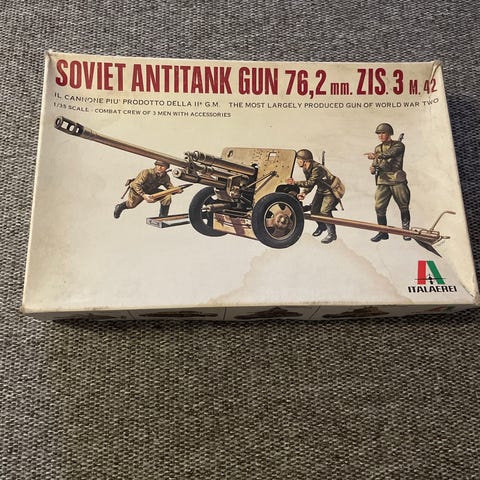 SOVIET ANTITANK GUN 76,2 mm. ZIS. 3 M. 42
IL CANNONE PIU' PRODOTTO DELLA IIª G.M. THE MOST LARGELY PRODUCED GUN OF WORLD WAR TWO
1/35 SCALE - COMBAT CREW OF 3 MEN WITH ACCESSORIES
ITALAEREI